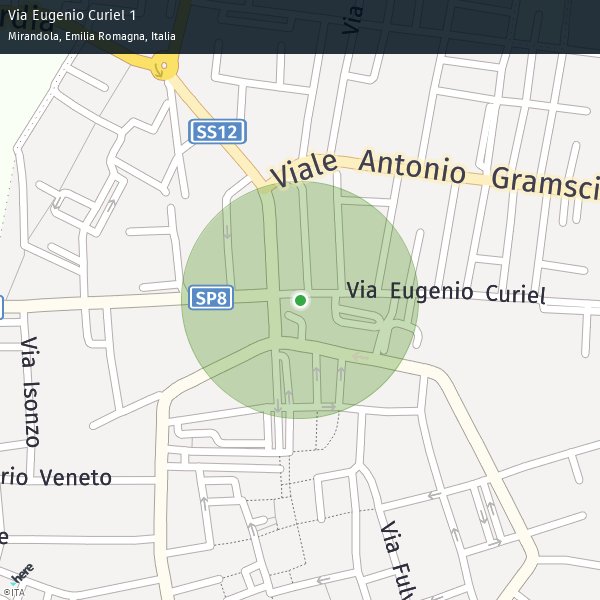 Via Eugenio Curiel 1
Mirandola, Emilia Romagna, Italia
Via
SS12
Viale Antonio Gramsci
SP8
Via Eugenio Curiel
Via Isonzo
rio Veneto
Via Fulv
e
here
©ITA